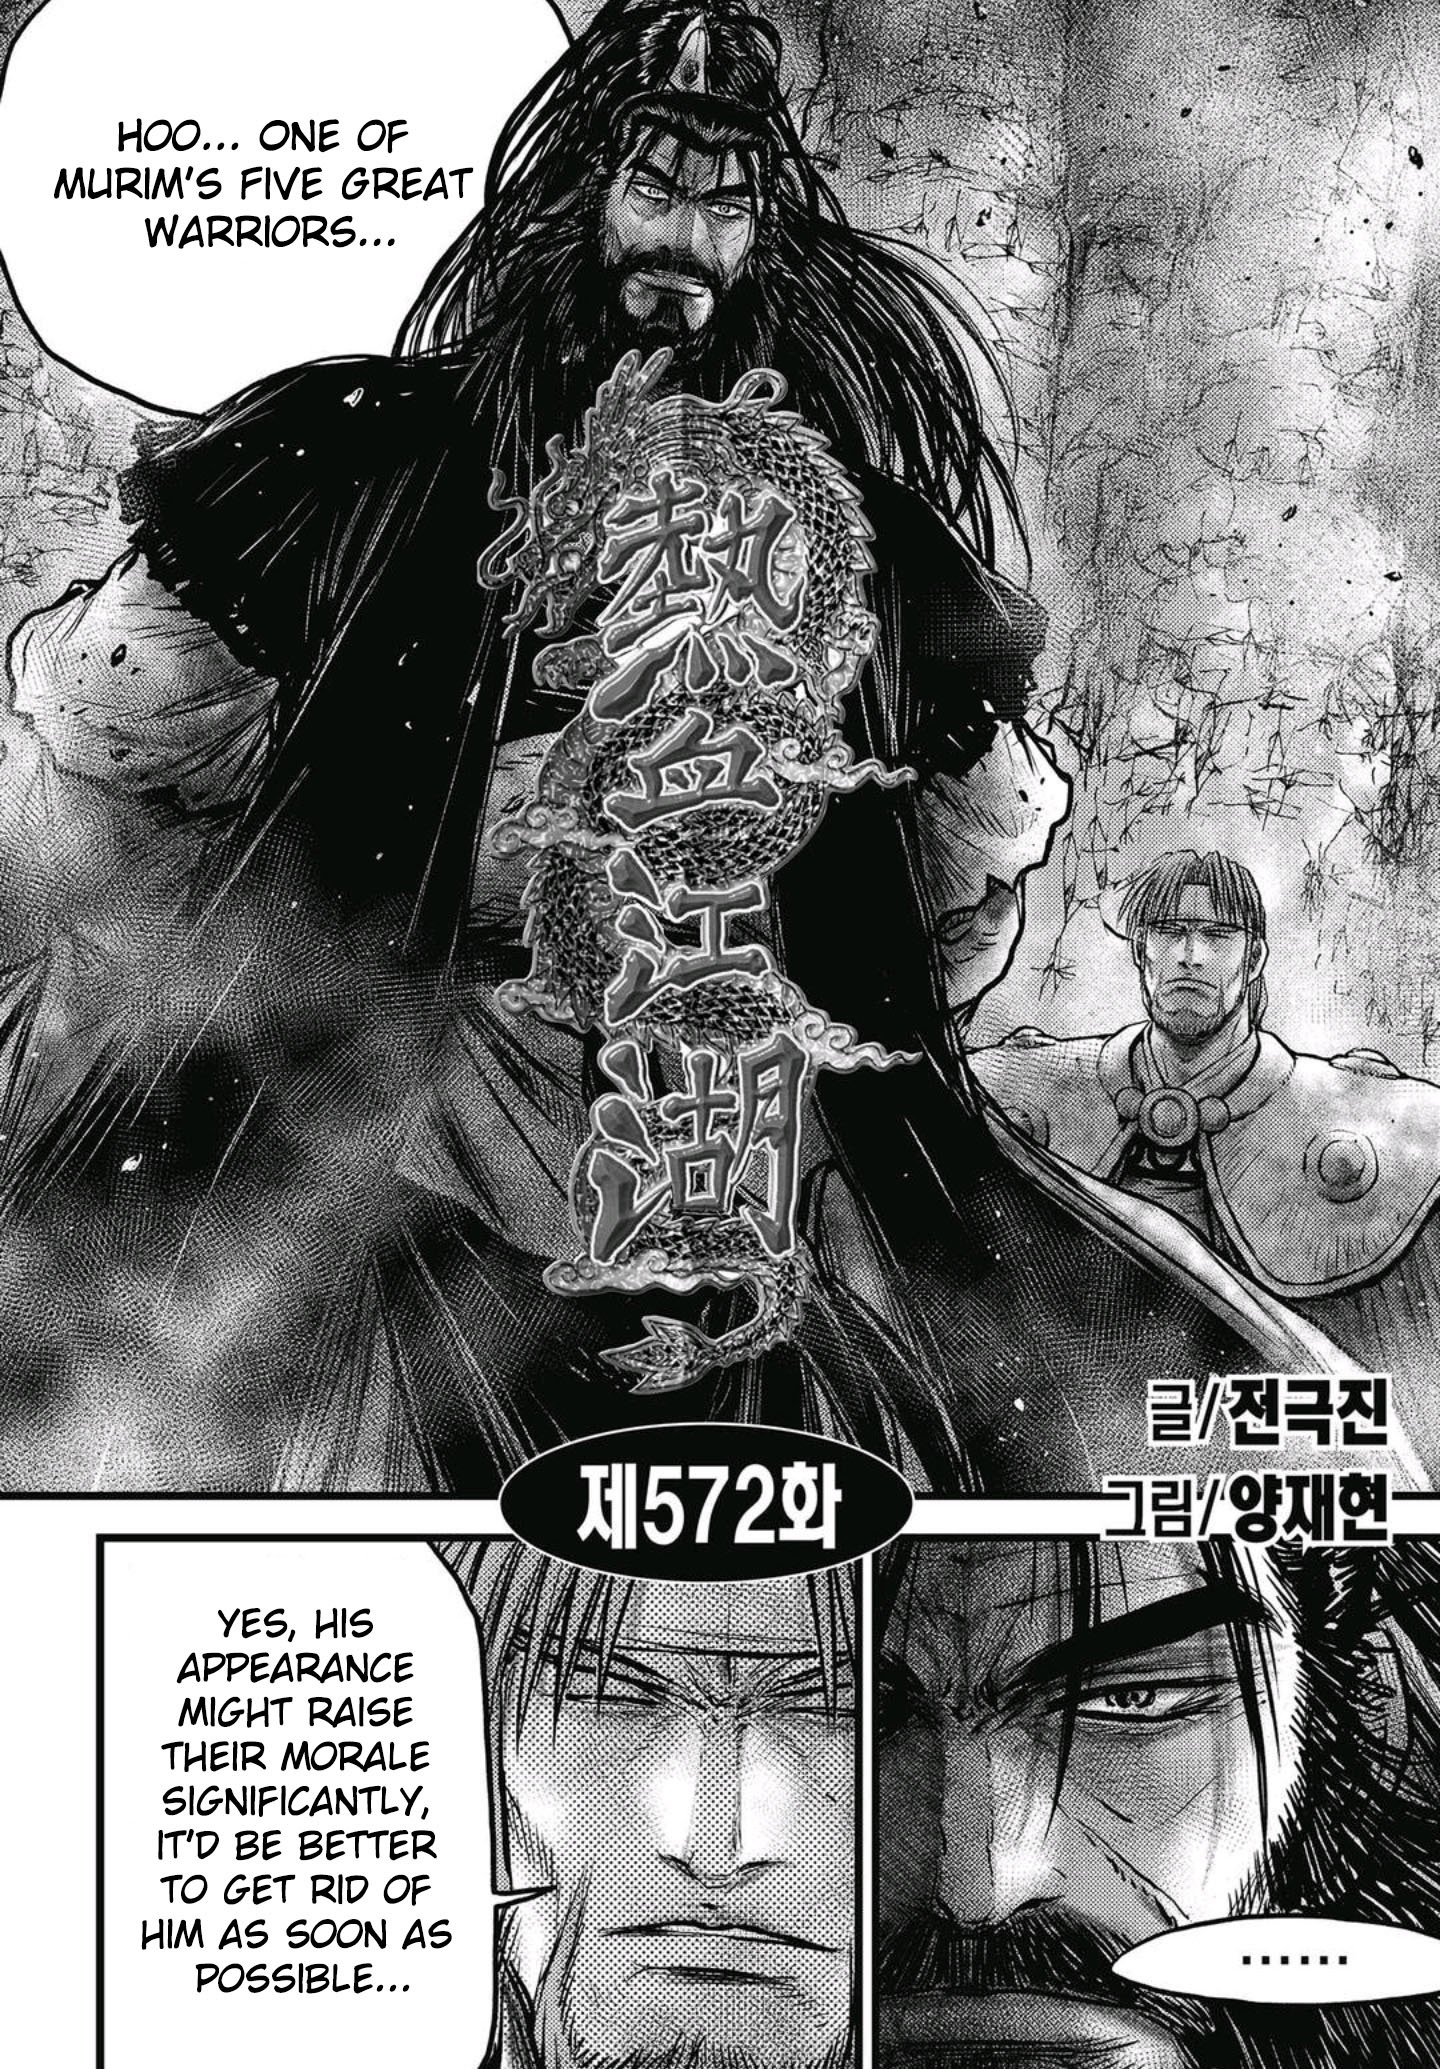 HOO... ONE OF
MURIM'S FIVE GREAT
WARRIORS...
熱
血
江
湖
글/전극진
그림/양재현
제572화
YES, HIS
APPEARANCE
MIGHT RAISE
THEIR MORALE
SIGNIFICANTLY,
IT'D BE BETTER
TO GET RID OF
HIM AS SOON AS
POSSIBLE...
......